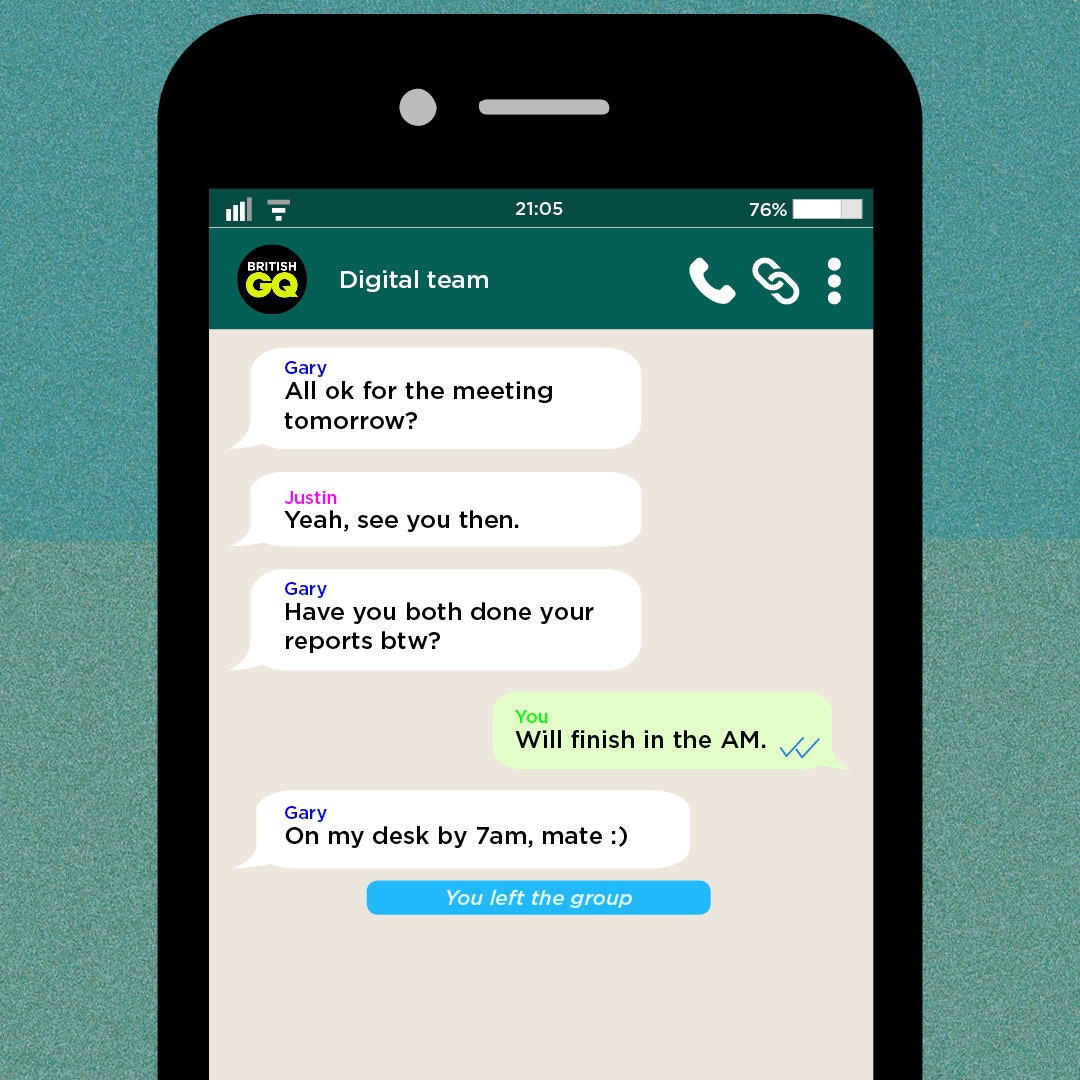 21:05
76%
BRITISH
GQ
Digital team
Gary
All ok for the meeting
tomorrow?
Justin
Yeah, see you then.
Gary
Have you both done your
reports btw?
You
Will finish in the AM.
Gary
On my desk by 7am, mate :)
You left the group